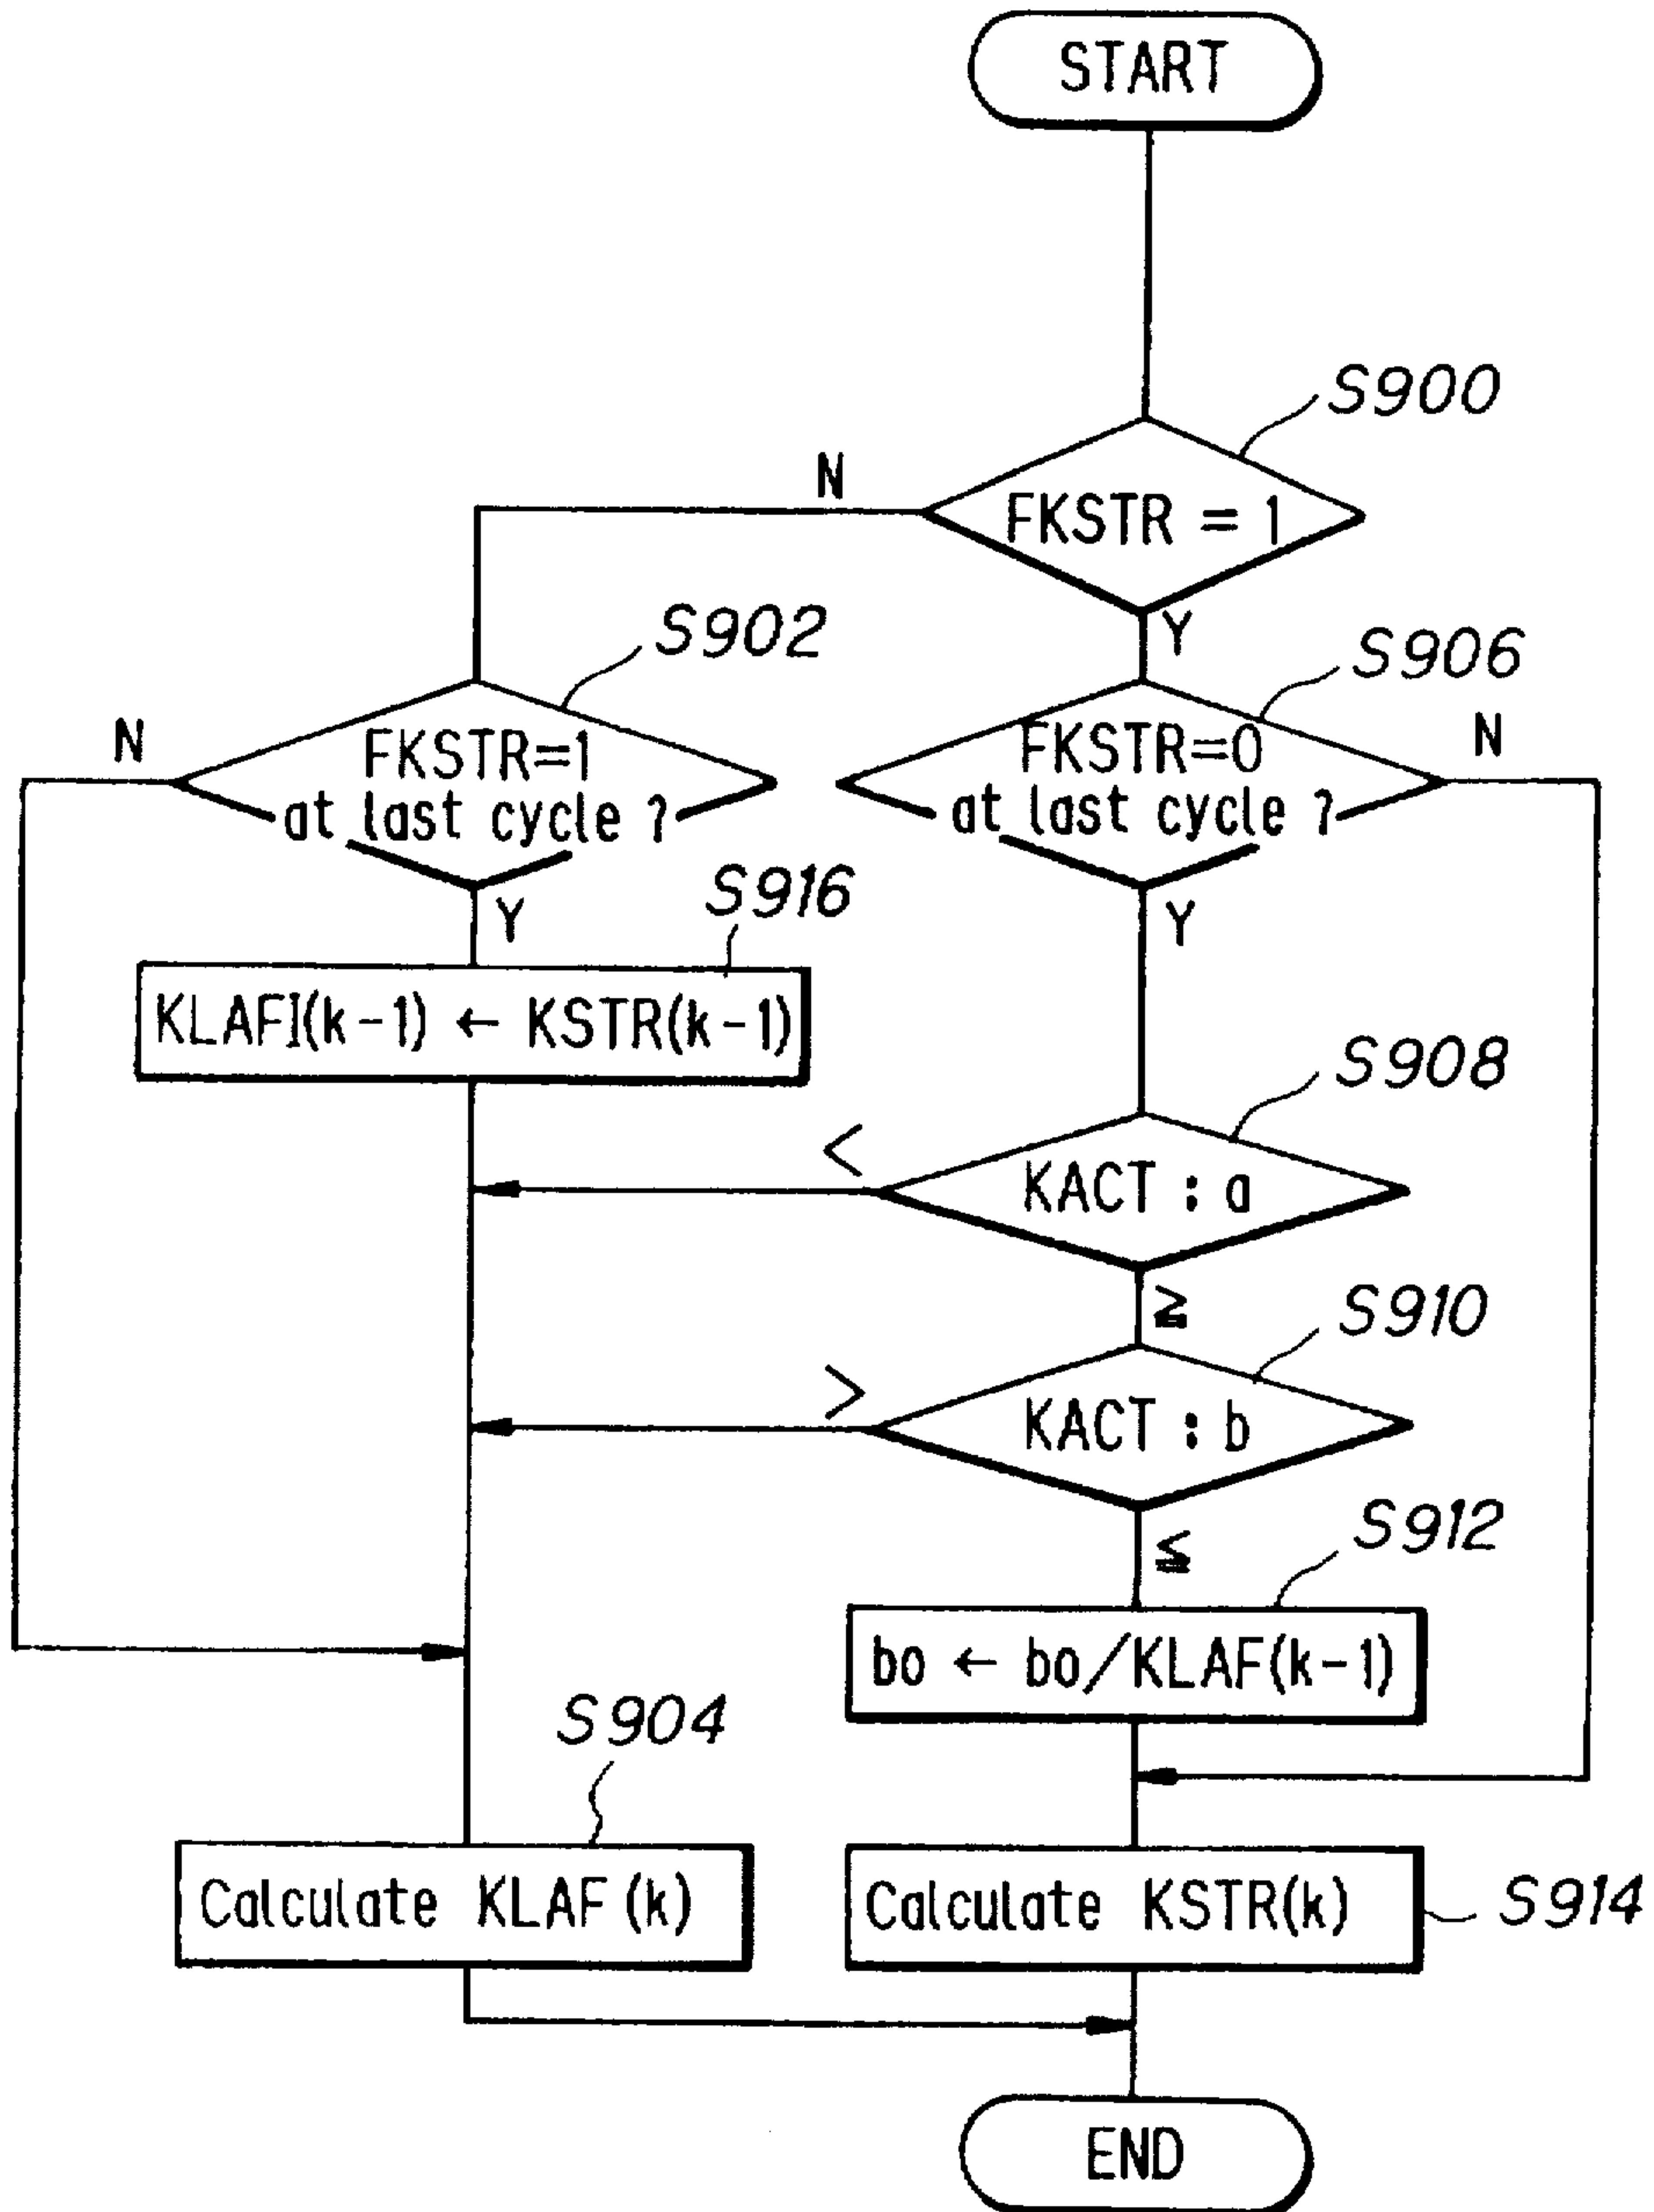 START
S900
N
FKSTR = 1
Y
S902
S906
N
FKSTR=1
at last cycle ?
FKSTR=0
at last cycle ?
N
Y
S916
Y
KLAFI(k-1) ← KSTR(k-1)
S908
<
KACT : a
≧
S910
>
KACT : b
≦
S912
bo ← bo/KLAF(k-1)
S904
Calculate KLAF (k)
Calculate KSTR(k)
S914
END